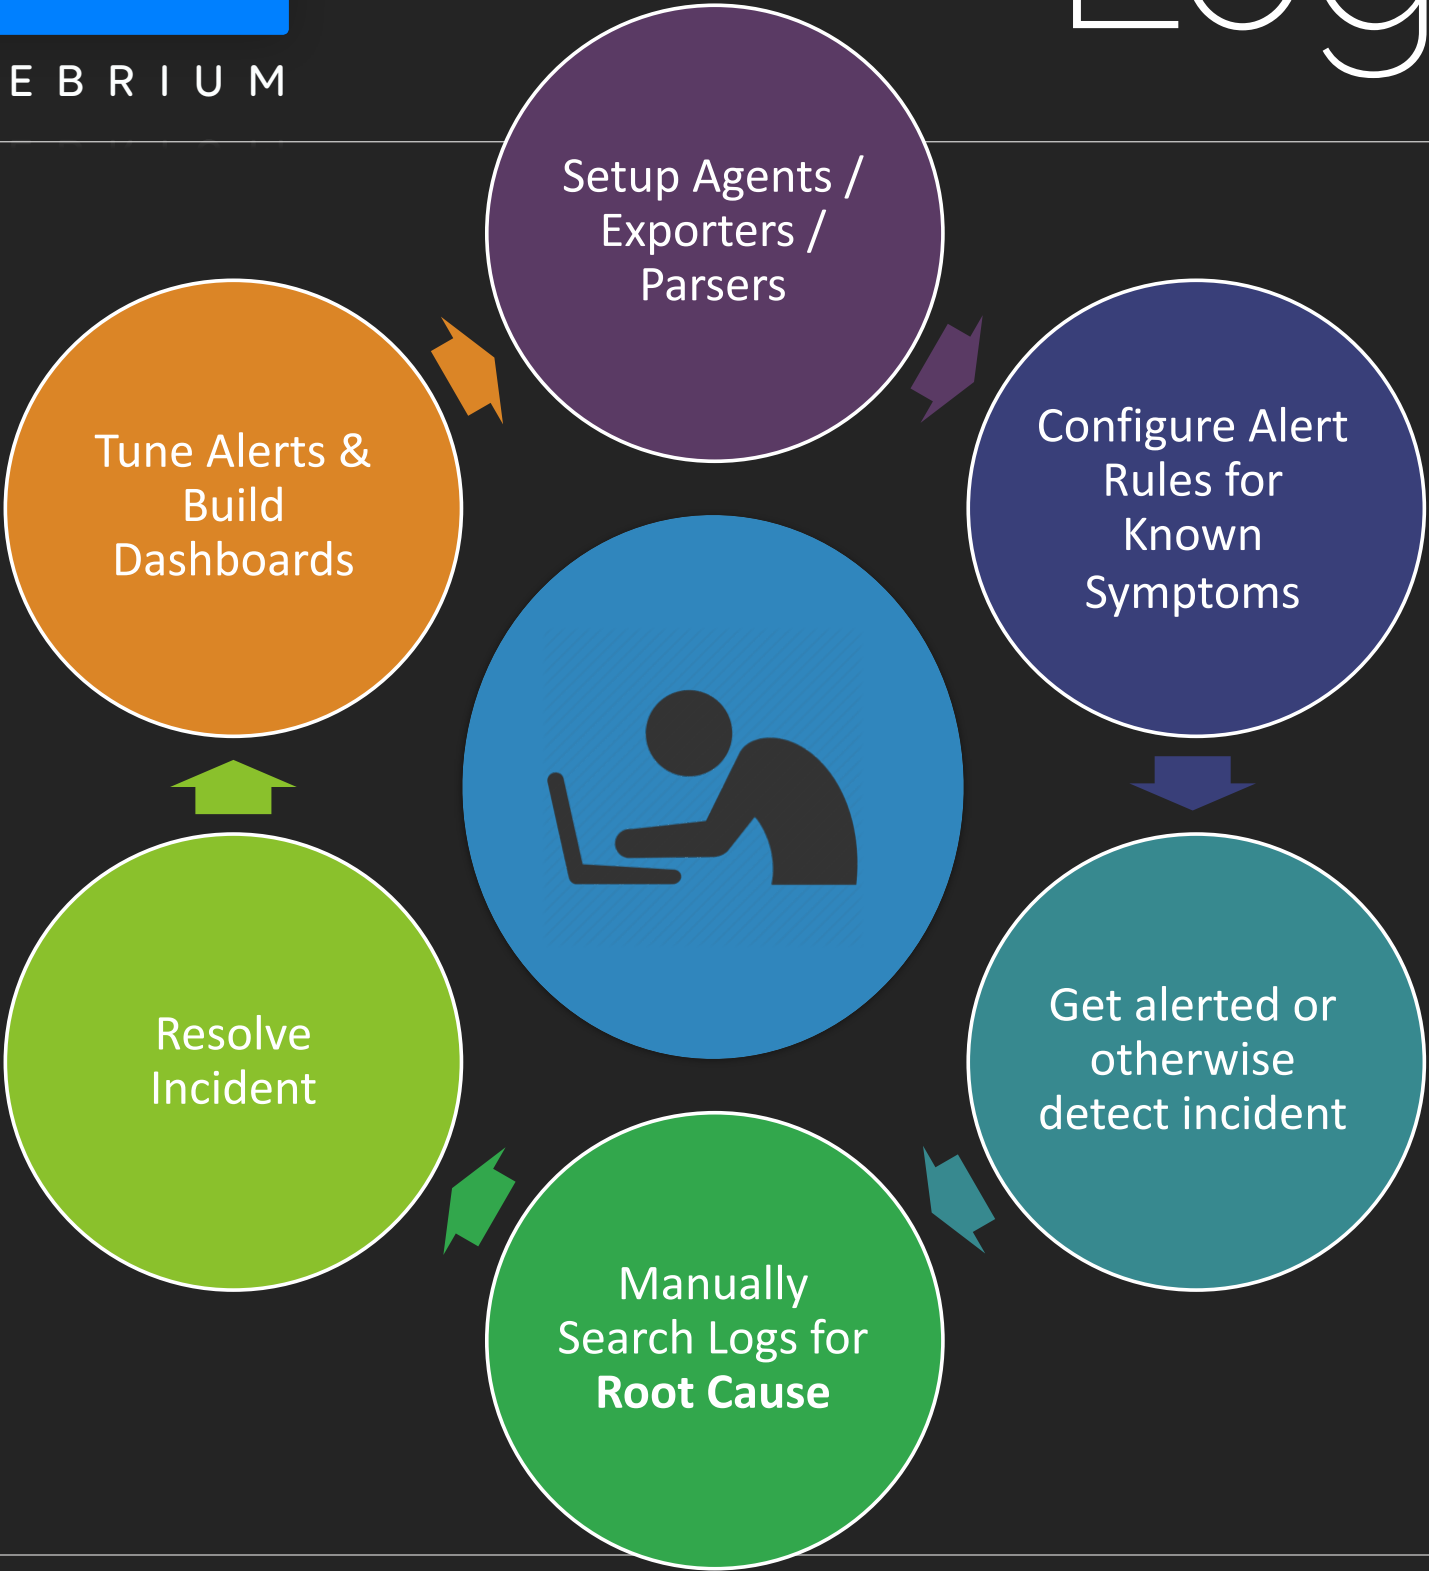 EBRIUM
Log
Setup Agents /
Exporters /
Parsers
Configure Alert
Rules for
Known
Symptoms
Get alerted or
otherwise
detect incident
Manually
Search Logs for
Root Cause
Resolve
Incident
Tune Alerts &
Build
Dashboards